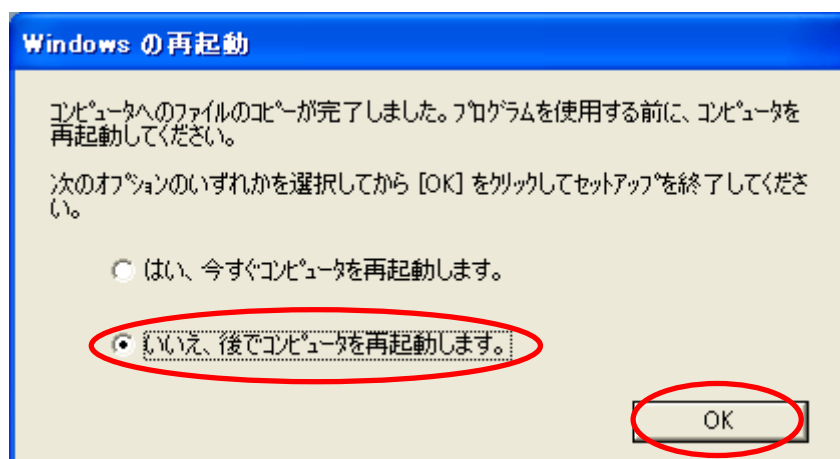 Windows の再起動
ｺﾝﾋﾟｭｰﾀへのﾌｧｲﾙのｺﾋﾟｰが完了しました。ﾌﾟﾛｸﾞﾗﾑを使用する前に、ｺﾝﾋﾟｭｰﾀを
再起動してください。
次のｵﾌﾟｼｮﾝのいずれかを選択してから [OK] をｸﾘｯｸしてｾｯﾄｱｯﾌﾟを終了してくださ
い。
はい、今すぐｺﾝﾋﾟｭｰﾀを再起動します。
いいえ、後でｺﾝﾋﾟｭｰﾀを再起動します。
OK